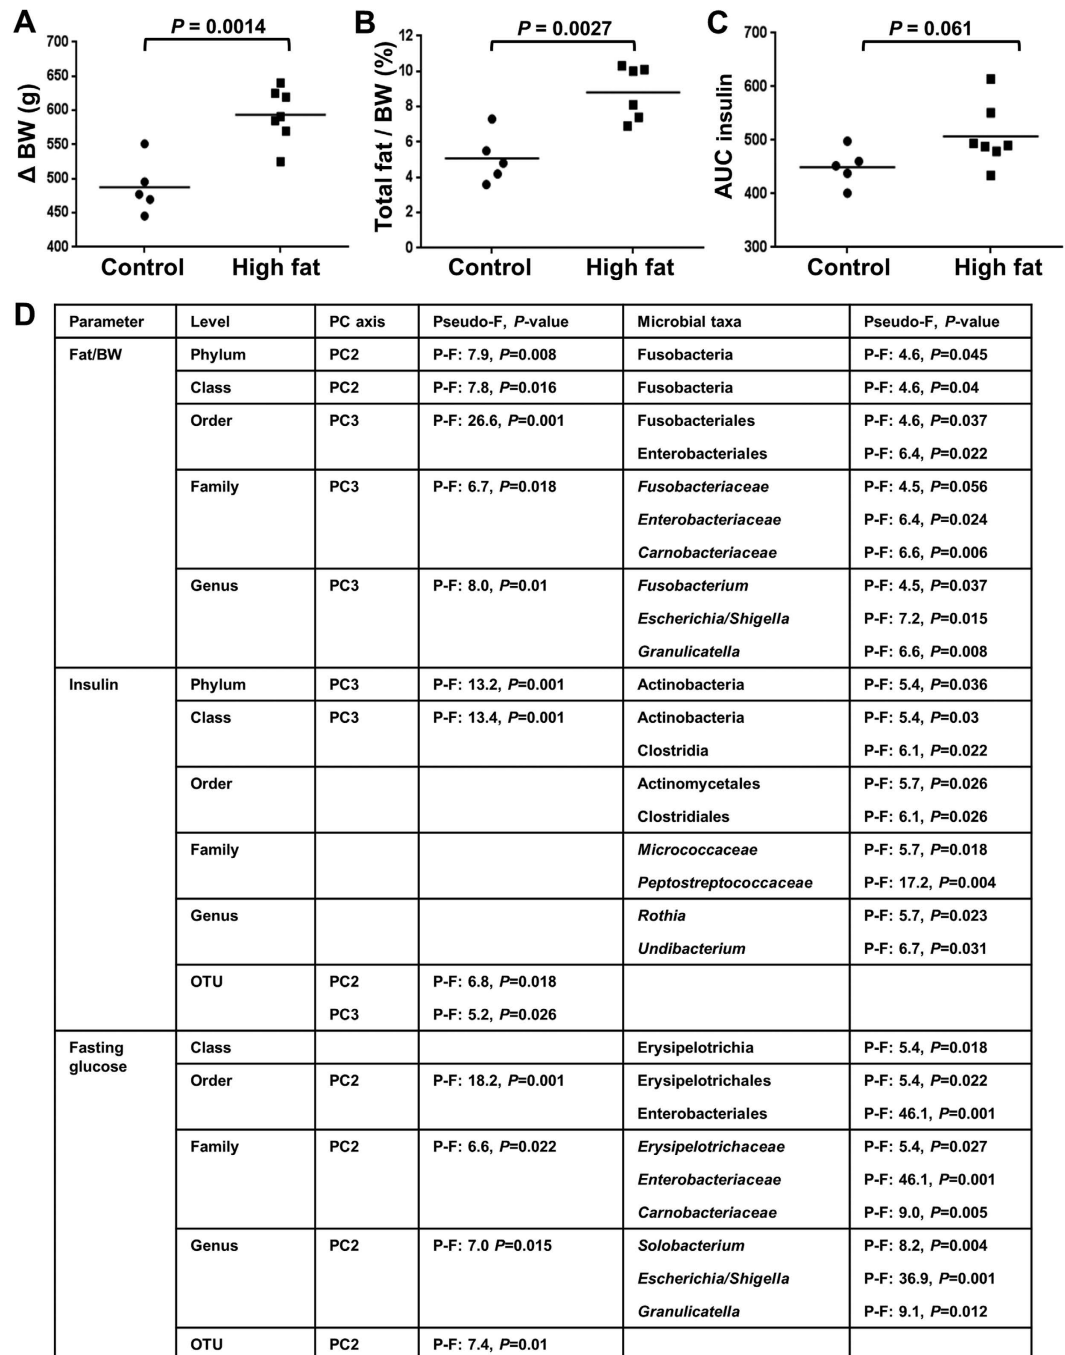 A
P = 0.0014
Δ BW (g)
700
650
600
550
500
450
400
Control
High fat
B
P = 0.0027
Total fat / BW (%)
12
10
8
6
4
2
0
Control
High fat
C
P = 0.061
AUC insulin
700
600
500
400
300
Control
High fat
D
Parameter Level PC axis Pseudo-F, P-value Microbial taxa Pseudo-F, P-value
Fat/BW Phylum PC2 P-F: 7.9, P=0.008 Fusobacteria P-F: 4.6, P=0.045
Class PC2 P-F: 7.8, P=0.016 Fusobacteria P-F: 4.6, P=0.04
Order PC3 P-F: 26.6, P=0.001 Fusobacteriales P-F: 4.6, P=0.037
Enterobacteriales P-F: 6.4, P=0.022
Family PC3 P-F: 6.7, P=0.018 Fusobacteriaceae P-F: 4.5, P=0.056
Enterobacteriaceae P-F: 6.4, P=0.024
Carnobacteriaceae P-F: 6.6, P=0.006
Genus PC3 P-F: 8.0, P=0.01 Fusobacterium P-F: 4.5, P=0.037
Escherichia/Shigella P-F: 7.2, P=0.015
Granulicatella P-F: 6.6, P=0.008
Insulin Phylum PC3 P-F: 13.2, P=0.001 Actinobacteria P-F: 5.4, P=0.036
Class PC3 P-F: 13.4, P=0.001 Actinobacteria P-F: 5.4, P=0.03
Clostridia P-F: 6.1, P=0.022
Order Actinomycetales P-F: 5.7, P=0.026
Clostridiales P-F: 6.1, P=0.026
Family Micrococcaceae P-F: 5.7, P=0.018
Peptostreptococcaceae P-F: 17.2, P=0.004
Genus Rothia P-F: 5.7, P=0.023
Undibacterium P-F: 6.7, P=0.031
OTU PC2 P-F: 6.8, P=0.018
PC3 P-F: 5.2, P=0.026
Fasting Class Erysipelotrichia P-F: 5.4, P=0.018
glucose
Order PC2 P-F: 18.2, P=0.001 Erysipelotrichales P-F: 5.4, P=0.022
Enterobacteriales P-F: 46.1, P=0.001
Family PC2 P-F: 6.6, P=0.022 Erysipelotrichaceae P-F: 5.4, P=0.027
Enterobacteriaceae P-F: 46.1, P=0.001
Carnobacteriaceae P-F: 9.0, P=0.005
Genus PC2 P-F: 7.0 P=0.015 Solobacterium P-F: 8.2, P=0.004
Escherichia/Shigella P-F: 36.9, P=0.001
Granulicatella P-F: 9.1, P=0.012
OTU PC2 P-F: 7.4, P=0.01